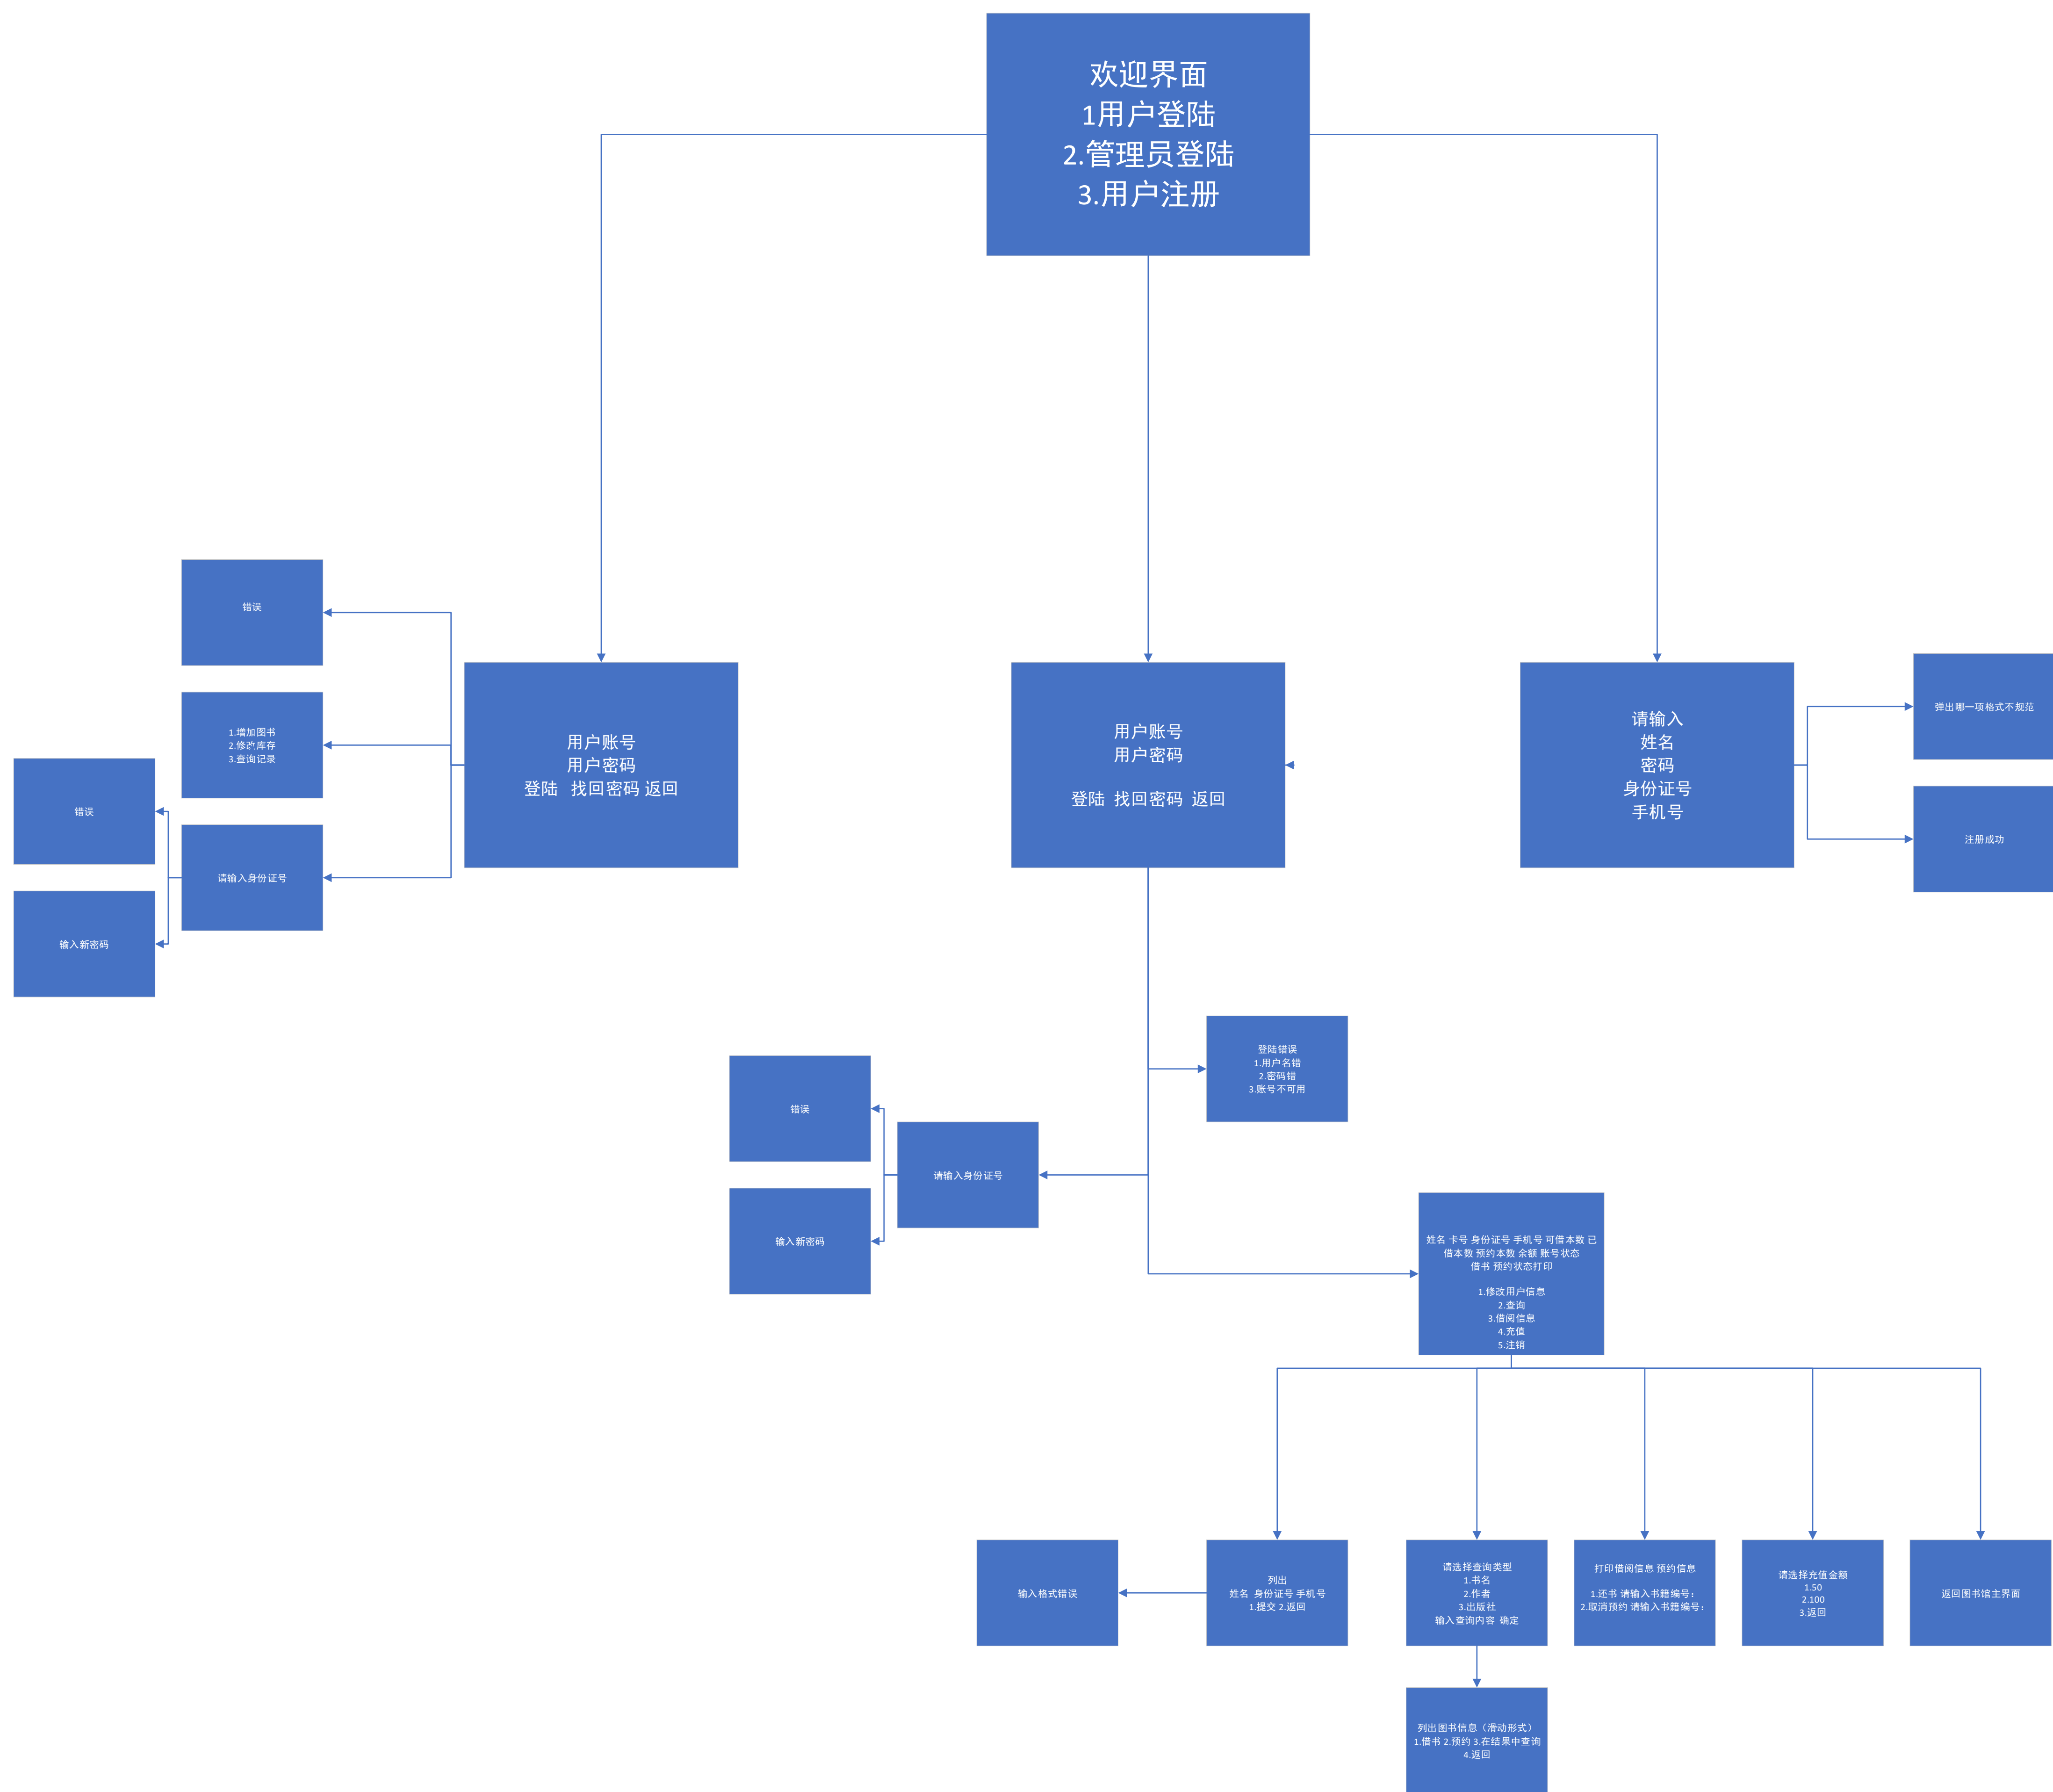 欢迎界面
1用户登陆
2.管理员登陆
3.用户注册
错误
1.增加图书
2.修改库存
3.查询记录
错误
请输入身份证号
输入新密码
用户账号
用户密码
登陆 找回密码 返回
用户账号
用户密码
登陆 找回密码 返回
请输入
姓名
密码
身份证号
手机号
弹出哪一项格式不规范
注册成功
登陆错误
1.用户名错
2.密码错
3.账号不可用
错误
请输入身份证号
输入新密码
姓名 卡号 身份证号 手机号 可借本数 已
借本数 预约本数 余额 账号状态
借书 预约状态打印
1.修改用户信息
2.查询
3.借阅信息
4.充值
5.注销
输入格式错误
列出
姓名 身份证号 手机号
1.提交 2.返回
请选择查询类型
1.书名
2.作者
3.出版社
输入查询内容 确定
打印借阅信息 预约信息
1.还书 请输入书籍编号；
2.取消预约 请输入书籍编号；
请选择充值金额
1.50
2.100
3.返回
返回图书馆主界面
列出图书信息（滑动形式）
1.借书 2.预约 3.在结果中查询
4.返回